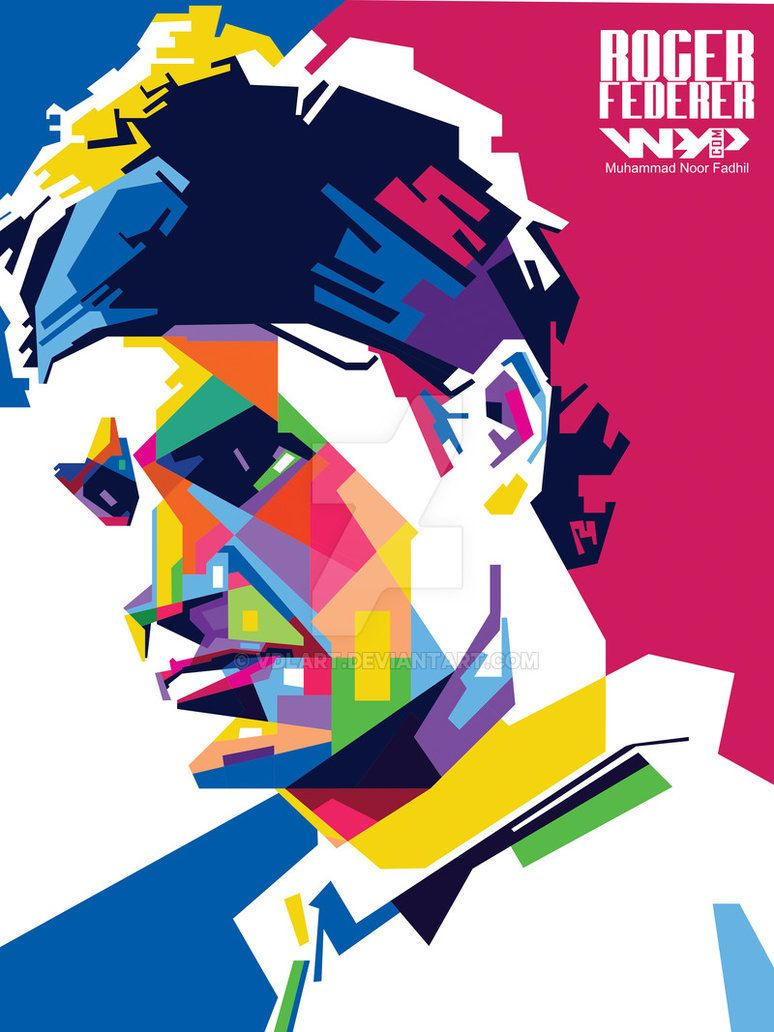 ROGER
FEDERER
WPAP
COM
Muhammad Noor Fadhil
© VDLART.DEVIANTART.COM